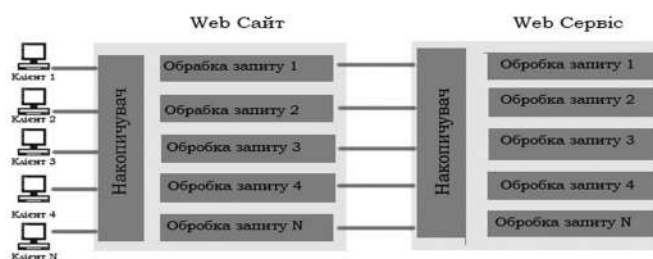 Web Сайт
Web Сервіс
Клієнт 1
Клієнт 2
Клієнт 3
Клієнт 4
Клієнт N
Накопичувач
Обрабка запиту 1
Обрабка запиту 2
Обробка запиту 3
Обробка запиту 4
Обробка запиту N
Накопичувач
Обробка запиту 1
Обробка запиту 2
Обробка запиту 3
Обробка запиту 4
Обробка запиту N